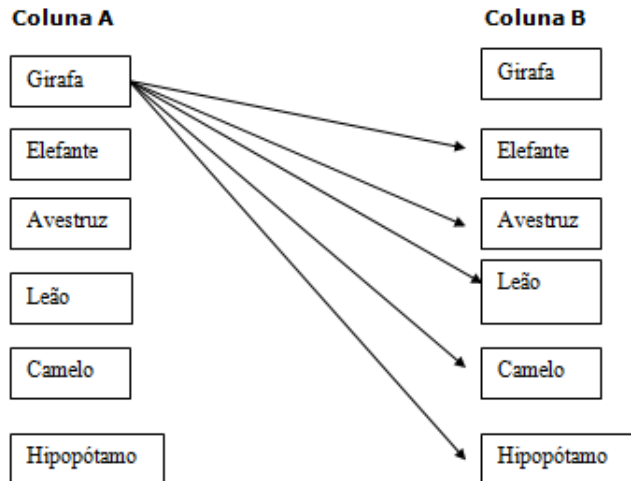 Coluna A
Girafa
Elefante
Avestruz
Leão
Camelo
Hipopótamo
Coluna B
Girafa
Elefante
Avestruz
Leão
Camelo
Hipopótamo